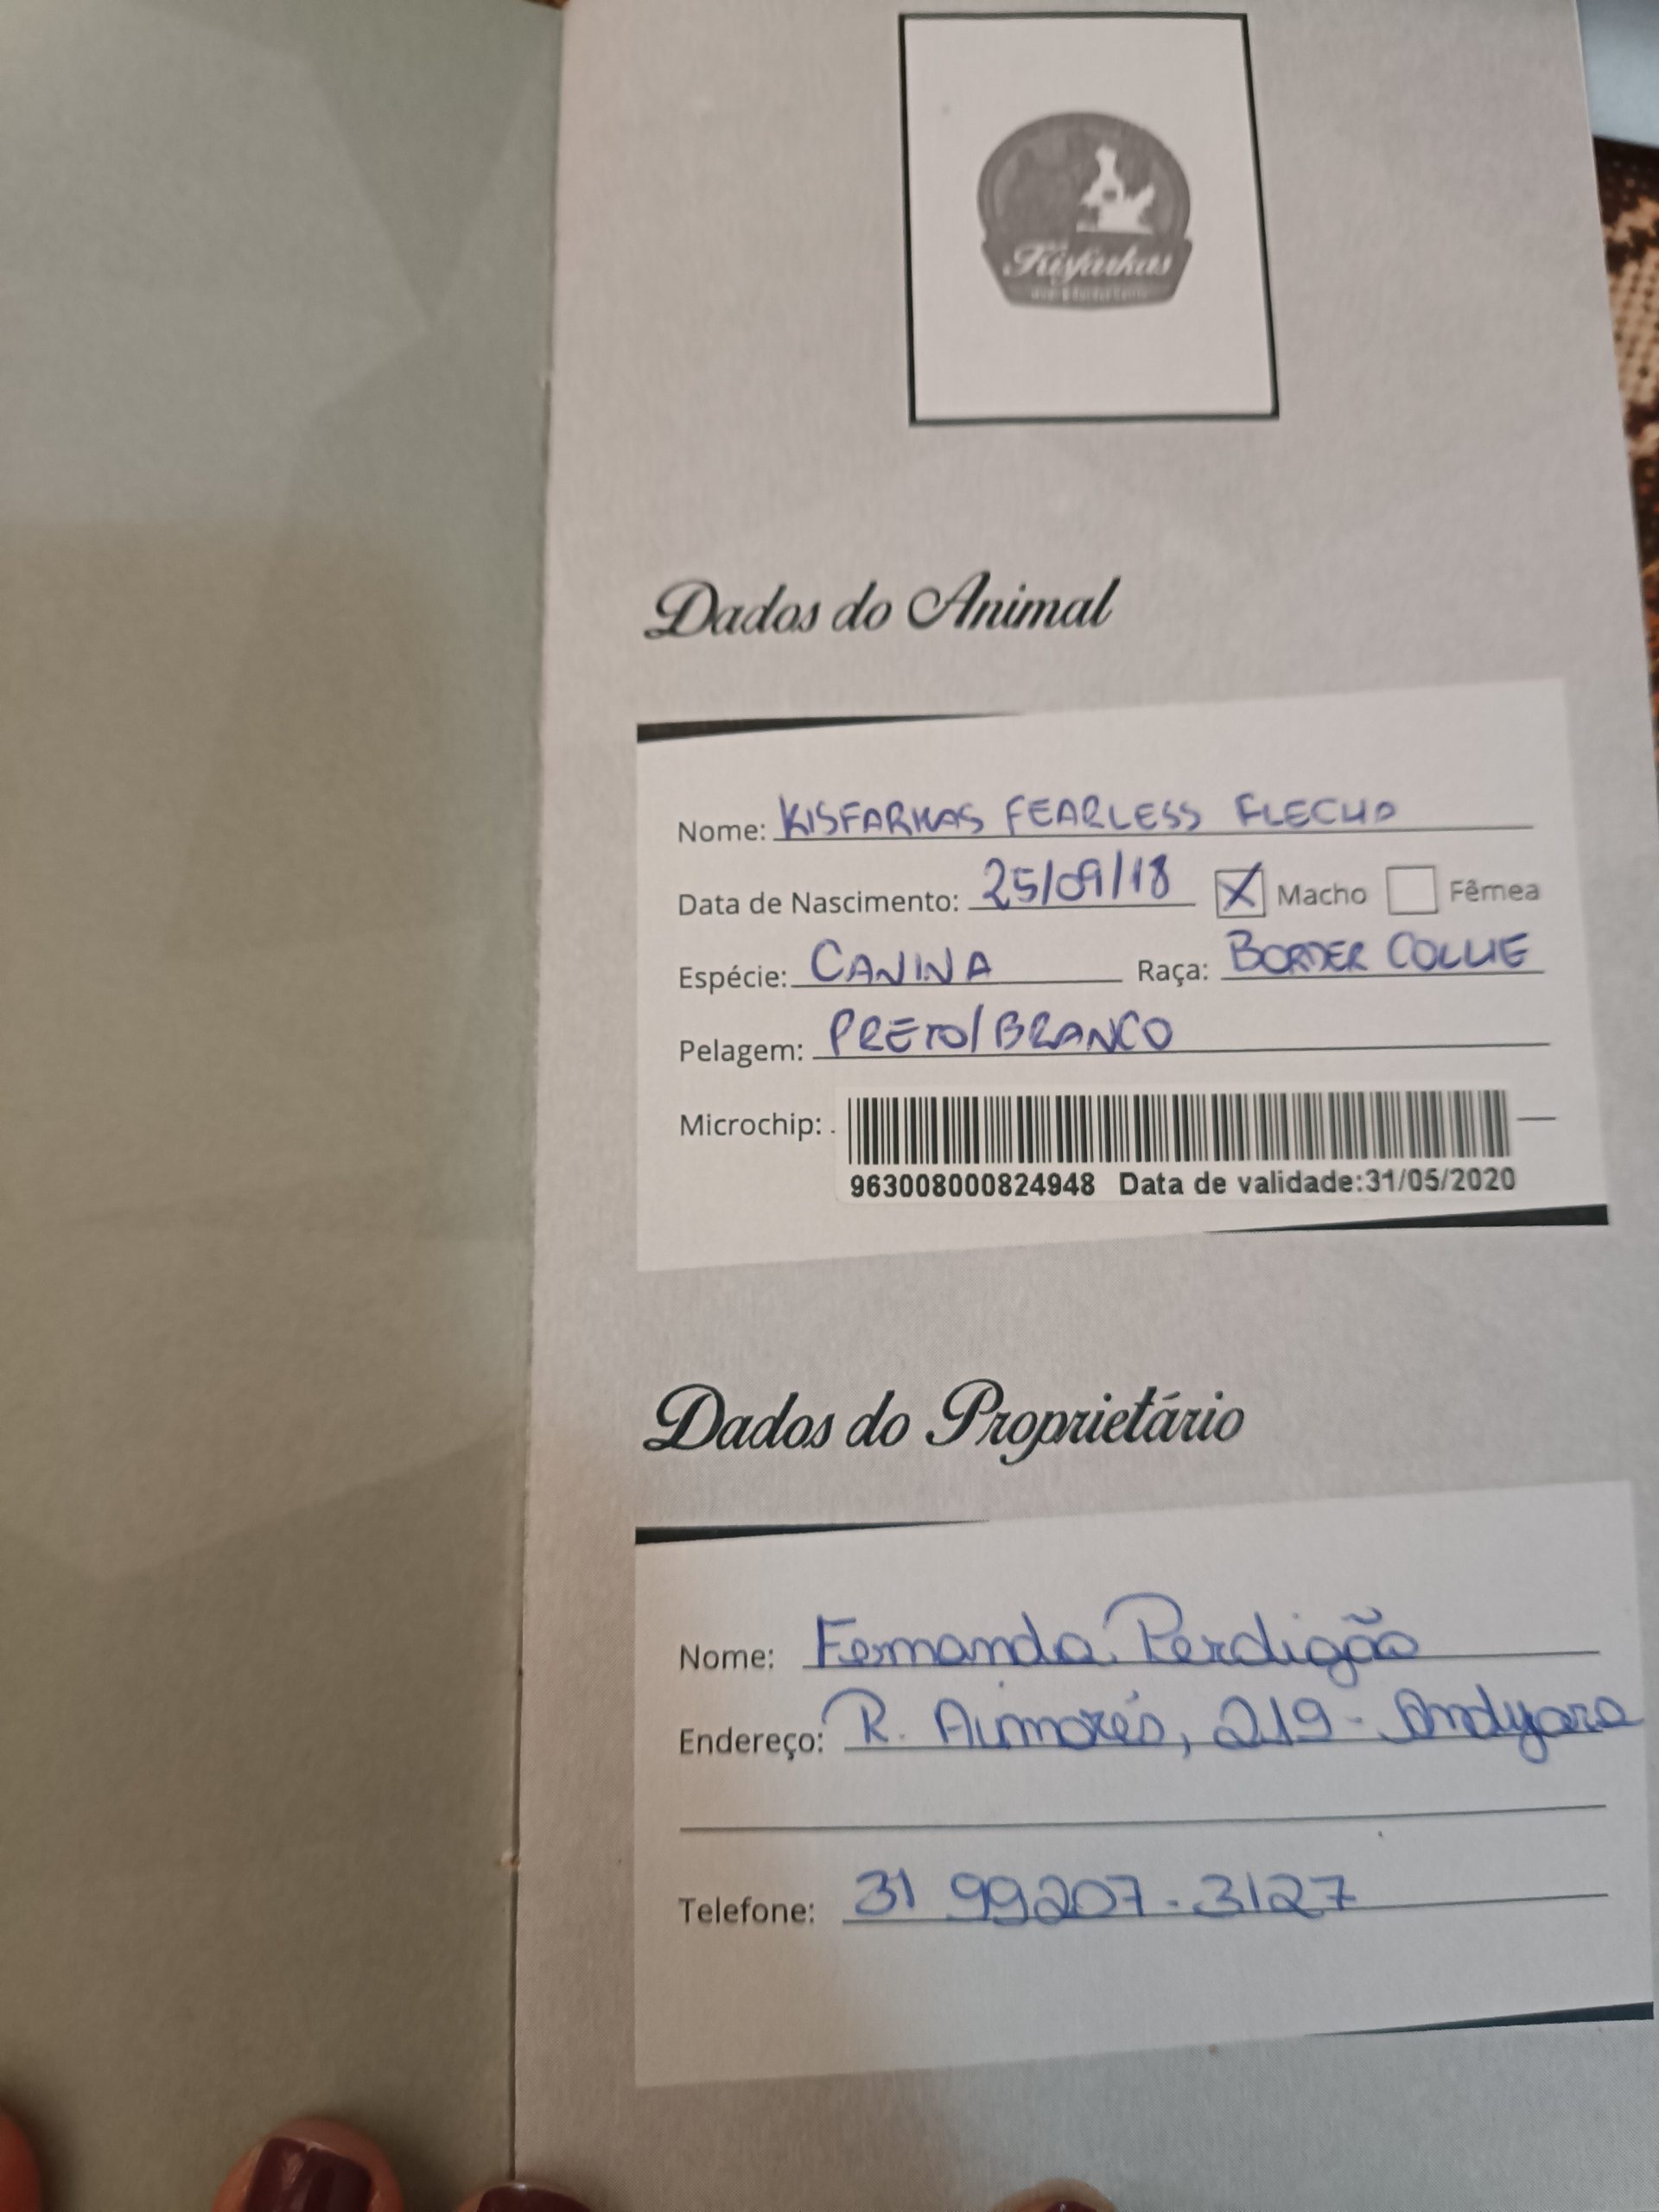 Kisfarkas
Dados do Animal
Nome: KISFARKAS FEARLESS FLECHA
Data de Nascimento: 25/09/18 X Macho Fêmea
Espécie: CANINA Raça: BORDER COLLIE
Pelagem: PRETO/BRANCO
Microchip:
963008000824948 Data de validade:31/05/2020
Dados do Proprietário
Nome: Fernanda Perdigão
Endereço: R. Aimorés, 219 - Andyara
Telefone: 31 99207-3127